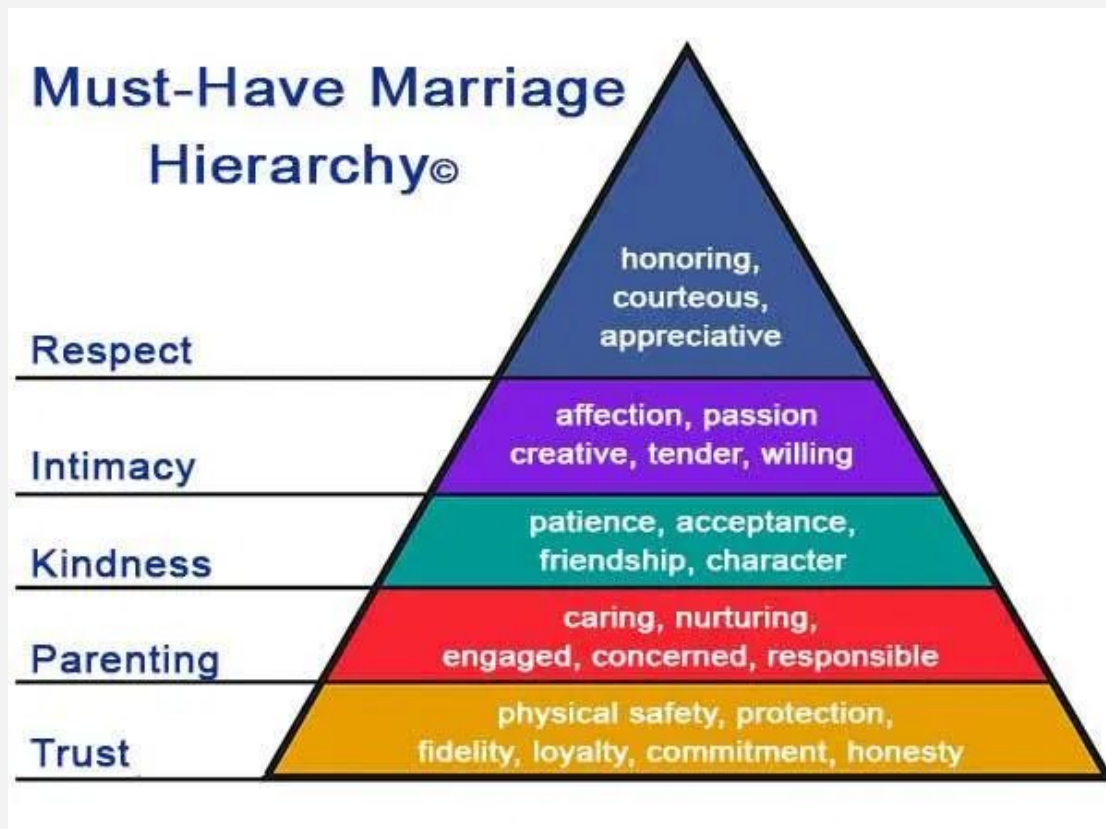 Must-Have Marriage
Hierarchy©
honoring,
courteous,
appreciative
Respect
affection, passion
creative, tender, willing
Intimacy
patience, acceptance,
friendship, character
Kindness
caring, nurturing,
engaged, concerned, responsible
Parenting
physical safety, protection,
fidelity, loyalty, commitment, honesty
Trust